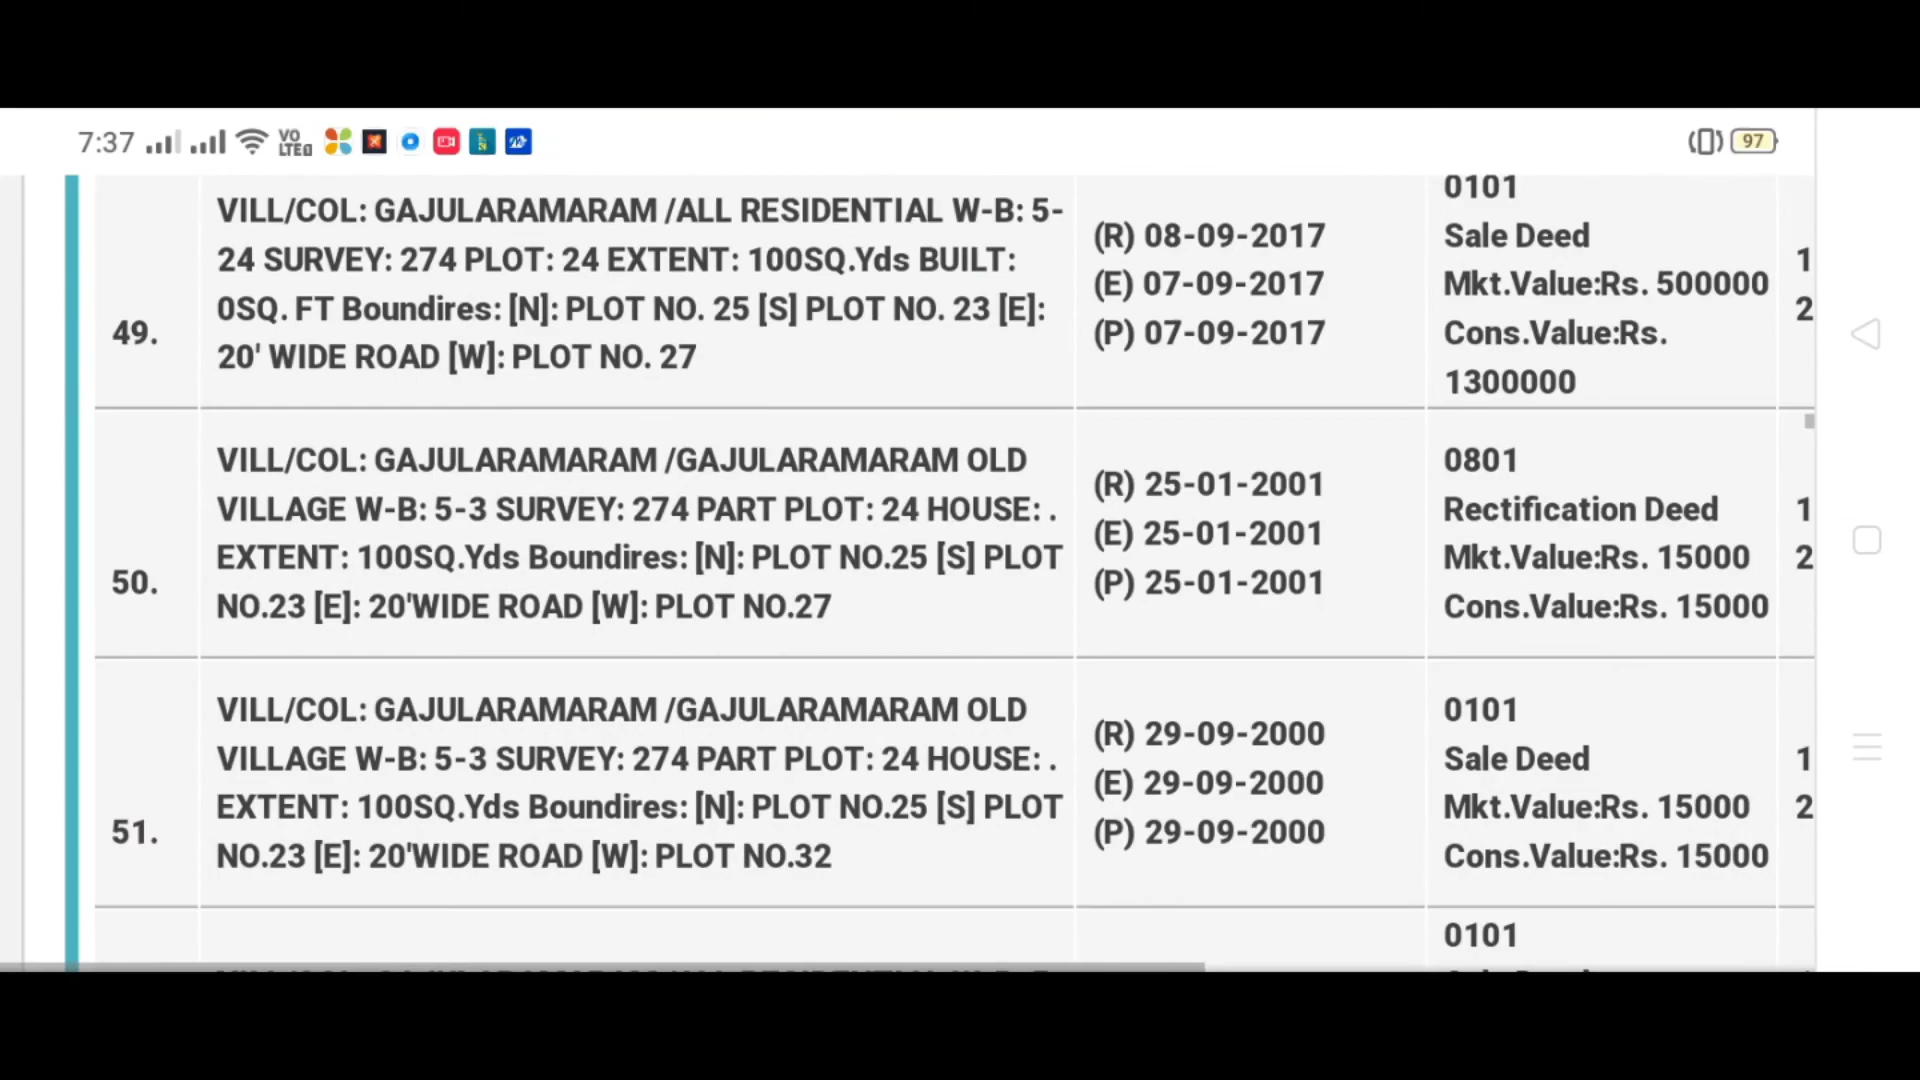 7:37
VO
LTE
97
0101
VILL/COL: GAJULARAMARAM /ALL RESIDENTIAL W-B: 5-
24 SURVEY: 274 PLOT: 24 EXTENT: 100SQ.Yds BUILT:
0SQ. FT Boundires: [N]: PLOT NO. 25 [S] PLOT NO. 23 [E]:
20' WIDE ROAD [W]: PLOT NO. 27
49.
(R) 08-09-2017
(E) 07-09-2017
(P) 07-09-2017
Sale Deed
Mkt.Value:Rs. 500000
Cons.Value:Rs.
1300000
1
2
50.
VILL/COL: GAJULARAMARAM /GAJULARAMARAM OLD
VILLAGE W-B: 5-3 SURVEY: 274 PART PLOT: 24 HOUSE: .
EXTENT: 100SQ.Yds Boundires: [N]: PLOT NO.25 [S] PLOT
NO.23 [E]: 20'WIDE ROAD [W]: PLOT NO.27
(R) 25-01-2001
(E) 25-01-2001
(P) 25-01-2001
0801
Rectification Deed
Mkt.Value:Rs. 15000
Cons.Value:Rs. 15000
1
2
51.
VILL/COL: GAJULARAMARAM /GAJULARAMARAM OLD
VILLAGE W-B: 5-3 SURVEY: 274 PART PLOT: 24 HOUSE: .
EXTENT: 100SQ.Yds Boundires: [N]: PLOT NO.25 [S] PLOT
NO.23 [E]: 20'WIDE ROAD [W]: PLOT NO.32
(R) 29-09-2000
(E) 29-09-2000
(P) 29-09-2000
0101
Sale Deed
Mkt.Value:Rs. 15000
Cons.Value:Rs. 15000
1
2
0101